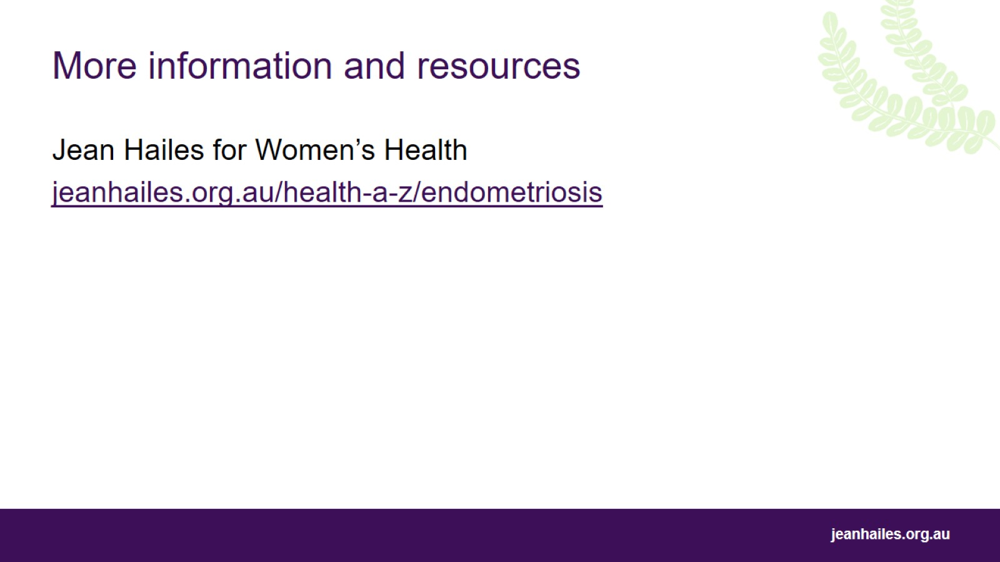 More information and resources
Jean Hailes for Women’s Health
jeanhailes.org.au/health-a-z/endometriosis
jeanhailes.org.au